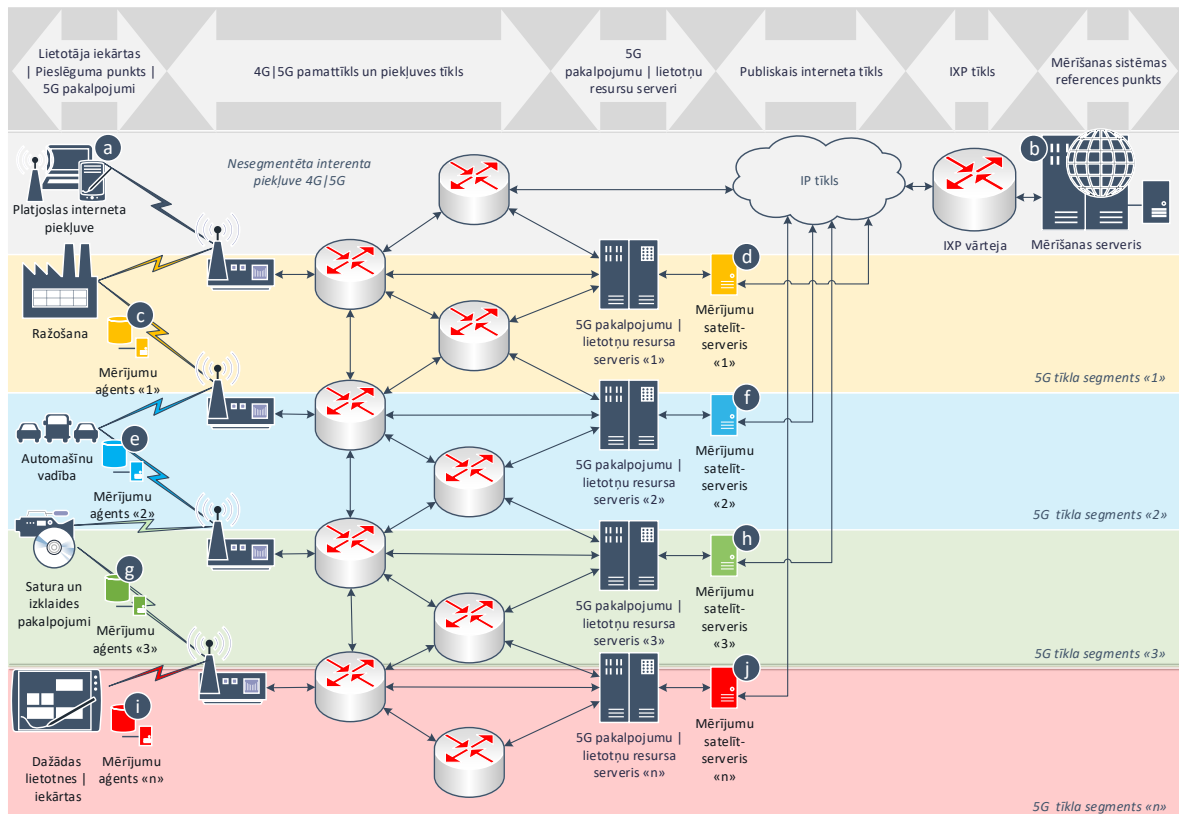 Lietotāja iekārtas
| Pieslēguma punkts |
5G pakalpojumi
4G|5G pamattīkls un piekļuves tīkls
5G
pakalpojumu | lietotņu
resursu serveri
Publiskais interneta tīkls
IXP tīkls
Mērīšanas sistēmas
references punkts
a
Platjoslas interneta
piekļuve
Nesegmentēta interenta
piekļuve 4G|5G
IP tīkls
IXP vārteja
b
Mērīšanas serveris
Ražošana
c
Mērījumu
aģents «1»
5G pakalpojumu |
lietotņu resursa
serveris «1»
d
Mērījumu
satelīt-
serveris
«1»
5G tīkla segments «1»
Automašīnu
vadība
e
Mērījumu
aģents «2»
5G pakalpojumu |
lietotņu resursa
serveris «2»
f
Mērījumu
satelīt-
serveris
«2»
5G tīkla segments «2»
Satura un
izklaides
pakalpojumi
g
Mērījumu
aģents «3»
5G pakalpojumu |
lietotņu resursa
serveris «3»
h
Mērījumu
satelīt-
serveris
«3»
5G tīkla segments «3»
Dažādas
lietotnes |
iekārtas
i
Mērījumu
aģents «n»
5G pakalpojumu |
lietotņu resursa
serveris «n»
j
Mērījumu
satelīt-
serveris
«n»
5G tīkla segments «n»